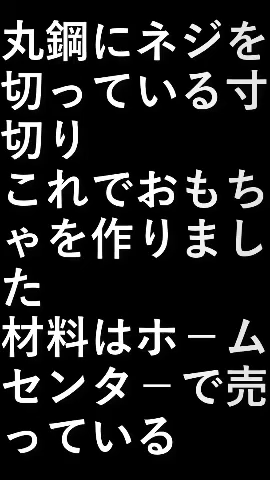 丸鋼にネジを
切っている寸
切り
これでおもち
ゃを作りまし
た
材料はホーム
センターで売
っている